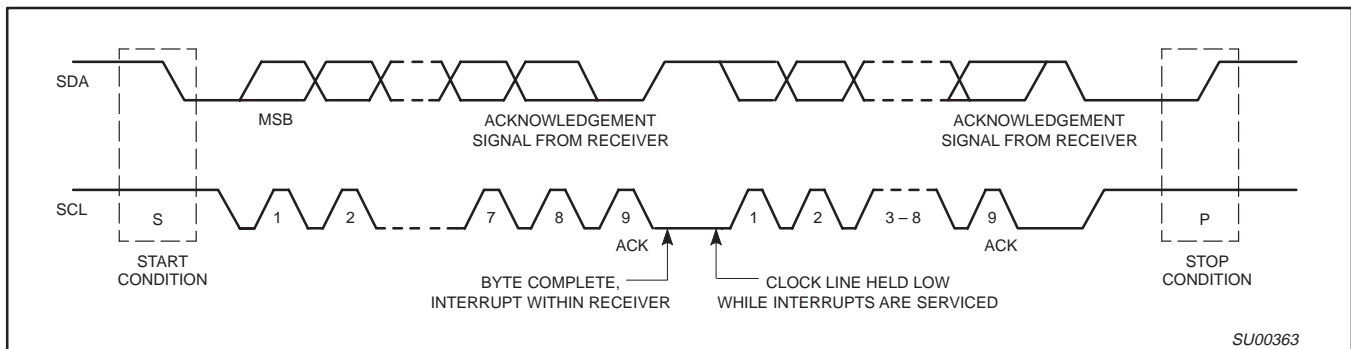 SDA
MSB
ACKNOWLEDGEMENT
SIGNAL FROM RECEIVER
ACKNOWLEDGEMENT
SIGNAL FROM RECEIVER
SCL
S
1
2
7
8
9
1
2
3 – 8
9
P
ACK
ACK
START
CONDITION
BYTE COMPLETE,
INTERRUPT WITHIN RECEIVER
CLOCK LINE HELD LOW
WHILE INTERRUPTS ARE SERVICED
STOP
CONDITION
SU00363